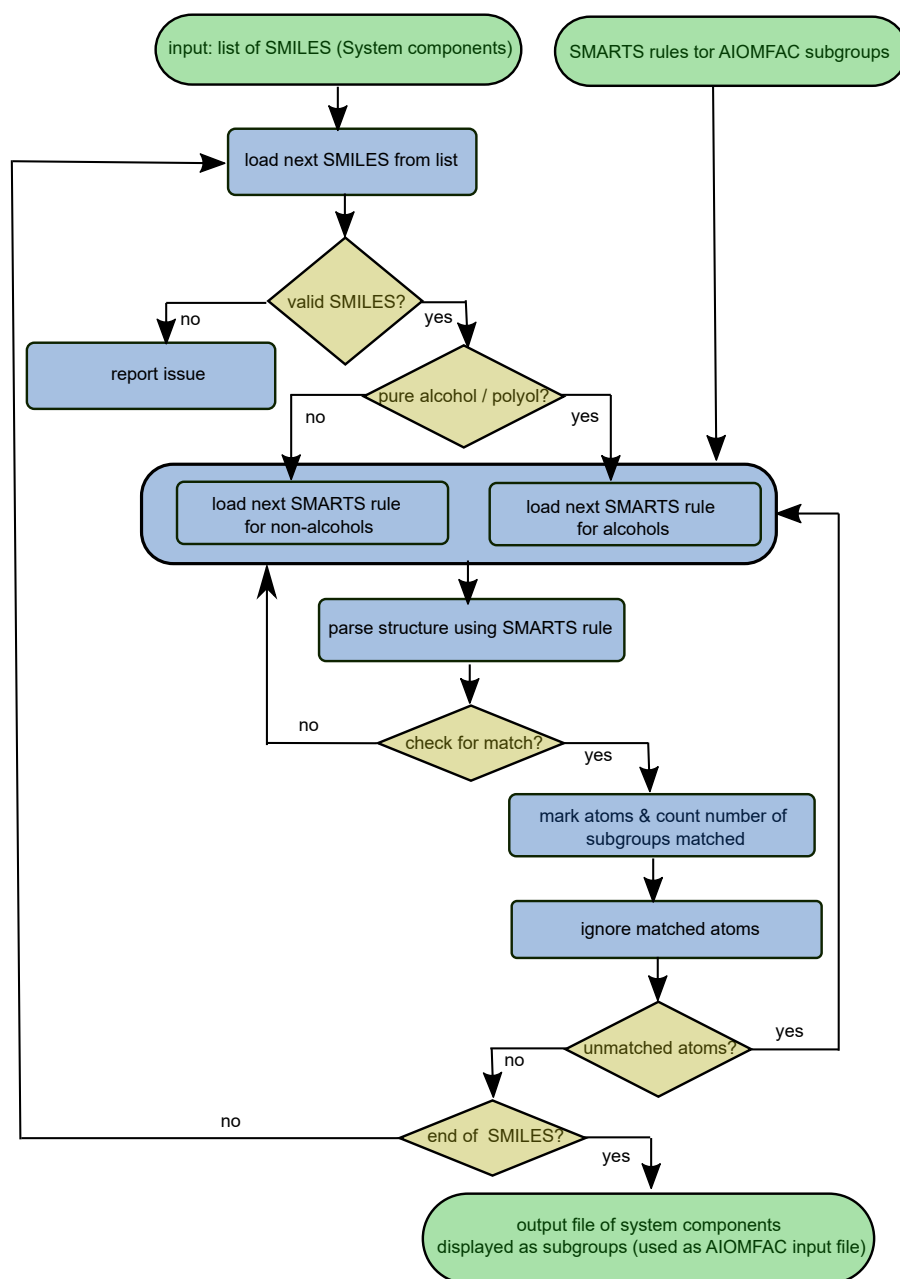 input: list of SMILES (System components)
SMARTS rules tor AIOMFAC subgroups
load next SMILES from list
valid SMILES?
no
yes
report issue
pure alcohol / polyol?
no
yes
load next SMARTS rule
for non-alcohols
load next SMARTS rule
for alcohols
parse structure using SMARTS rule
no
check for match?
yes
mark atoms & count number of
subgroups matched
ignore matched atoms
unmatched atoms?
yes
no
no
end of SMILES?
yes
output file of system components
displayed as subgroups (used as AIOMFAC input file)